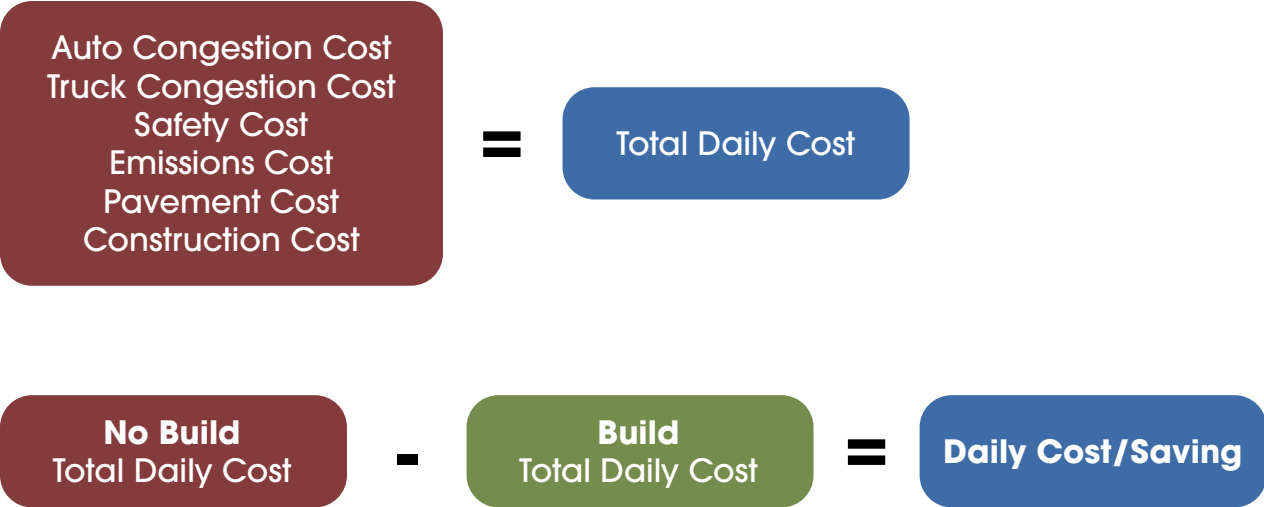 Auto Congestion Cost
Truck Congestion Cost
Safety Cost
Emissions Cost
Pavement Cost
Construction Cost
=
Total Daily Cost
No Build
Total Daily Cost
-
Build
Total Daily Cost
=
Daily Cost/Saving